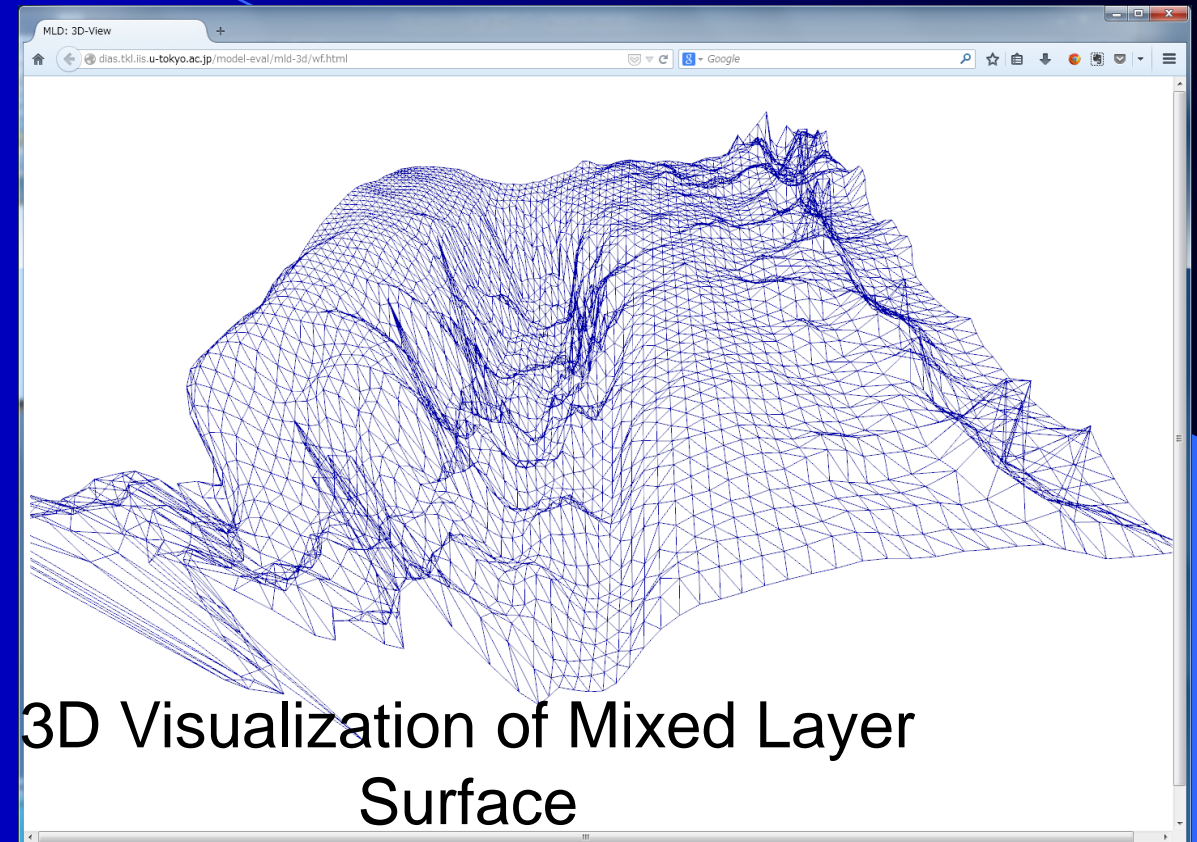 MLD: 3D-View
dias.tkl.iis.u-tokyo.ac.jp/model-eval/mld-3d/wf.html
Google
3D Visualization of Mixed Layer
Surface